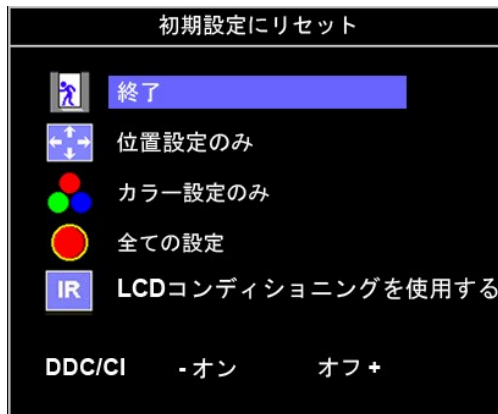 初期設定にリセット
終了
位置設定のみ
カラー設定のみ
全ての設定
IR LCDコンディショニングを使用する
DDC/CI - オン オフ +